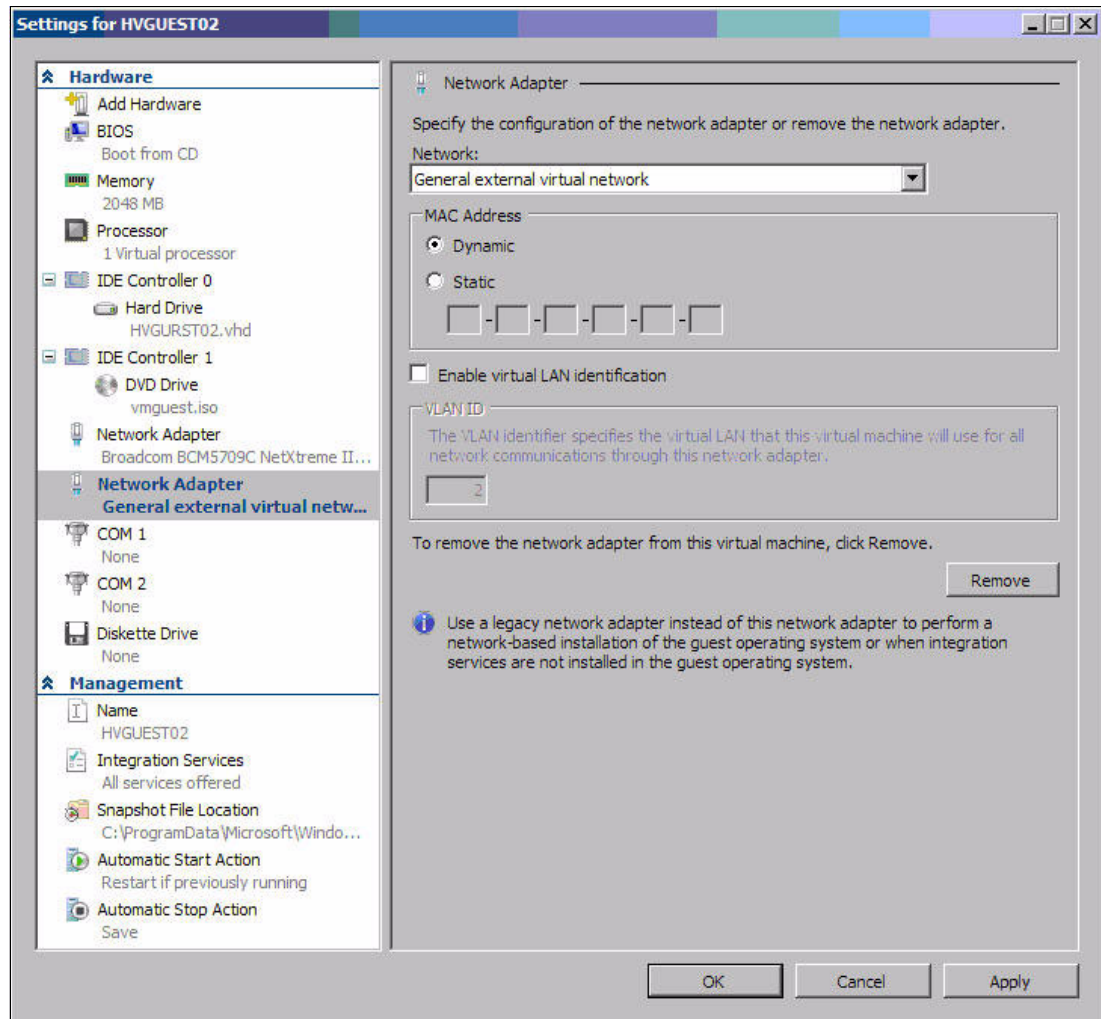 Settings for HVGUEST02
Hardware
Add Hardware
BIOS
Boot from CD
Memory
2048 MB
Processor
1 Virtual processor
IDE Controller 0
Hard Drive
HVGURST02.vhd
IDE Controller 1
DVD Drive
vmguest.iso
Network Adapter
Broadcom BCM5709C NetXtreme II...
Network Adapter
General external virtual netw...
COM 1
None
COM 2
None
Diskette Drive
None
Management
Name
HVGUEST02
Integration Services
All services offered
Snapshot File Location
C:\ProgramData\Microsoft\Windo...
Automatic Start Action
Restart if previously running
Automatic Stop Action
Save
Network Adapter
Specify the configuration of the network adapter or remove the network adapter.
Network:
General external virtual network
MAC Address
Dynamic
Static
- - - - -
Enable virtual LAN identification
VLAN ID
The VLAN identifier specifies the virtual LAN that this virtual machine will use for all
network communications through this network adapter.
2
To remove the network adapter from this virtual machine, click Remove.
Remove
Use a legacy network adapter instead of this network adapter to perform a
network-based installation of the guest operating system or when integration
services are not installed in the guest operating system.
OK Cancel Apply